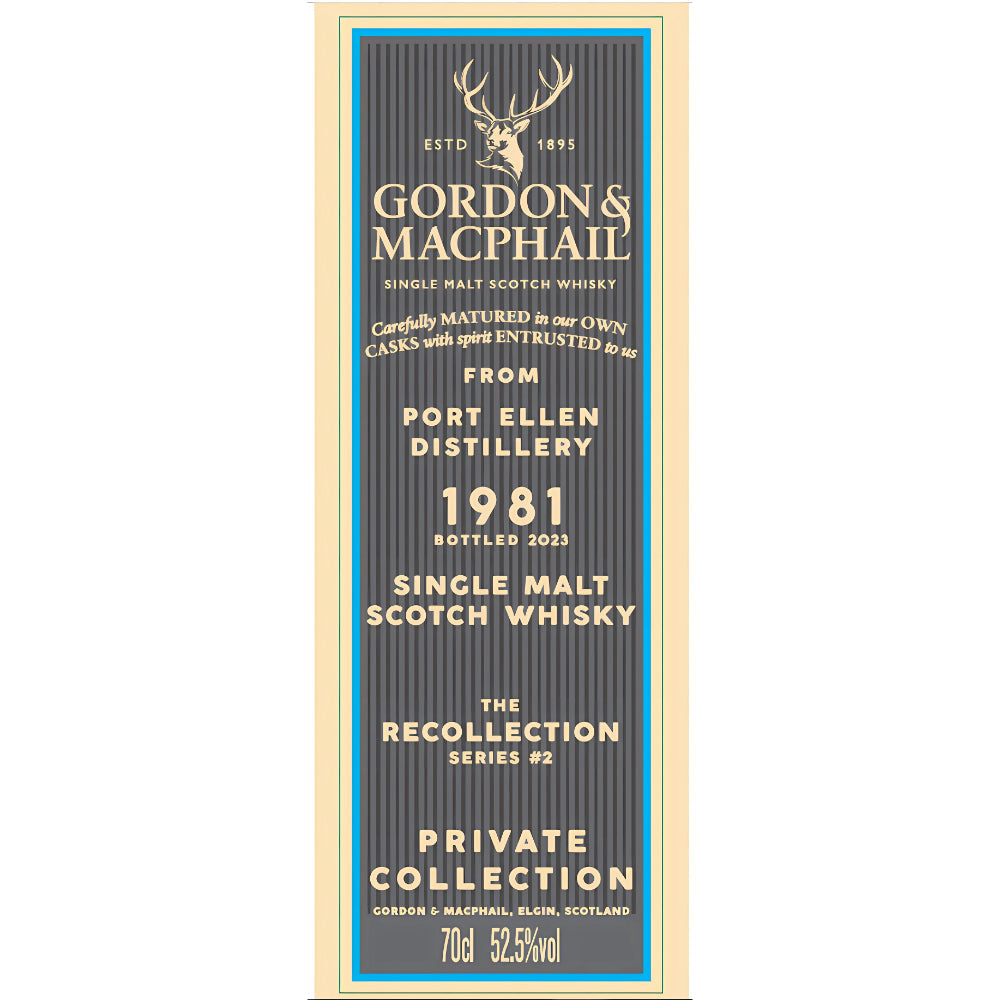 ESTD 1895
GORDON &
MACPHAIL
SINGLE MALT SCOTCH WHISKY
Carefully MATURED in our OWN
CASKS with spirit ENTRUSTED to us
FROM
PORT ELLEN
DISTILLERY
1981
BOTTLED 2023
SINGLE MALT
SCOTCH WHISKY
THE
RECOLLECTION
SERIES #2
PRIVATE
COLLECTION
GORDON & MACPHAIL, ELGIN, SCOTLAND
70cl 52.5%vol